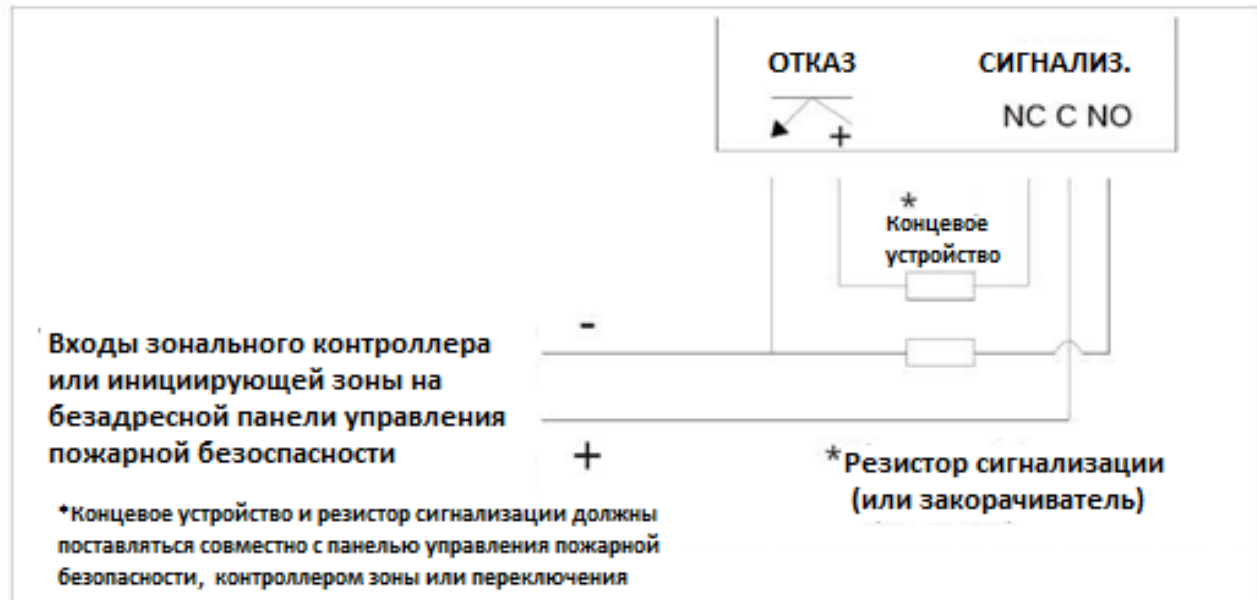 ОТКАЗ СИГНАЛИЗ.
+ NC C NO
*
Концевое
устройство
-
Входы зонального контроллера
или инициирующей зоны на
безадресной панели управления
пожарной безоспасности
+
*Резистор сигнализации
(или закорачиватель)
*Концевое устройство и резистор сигнализации должны
поставляться совместно с панелью управления пожарной
безопасности, контроллером зоны или переключения